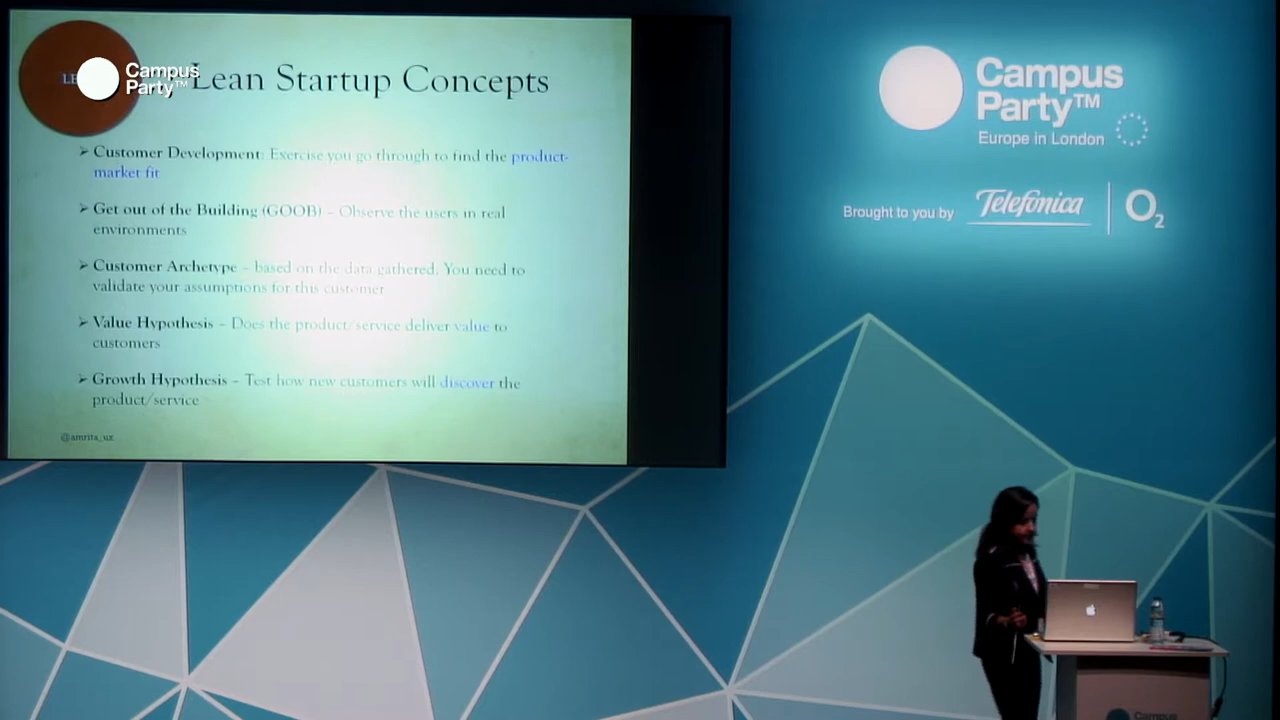 Campus
Party™
Lean Startup Concepts
➢ Customer Development: Exercise you go through to find the product-
market fit
➢ Get out of the Building (GOOB) – Observe the users in real
environments
➢ Customer Archetype – based on the data gathered. You need to
validate your assumptions for this customer
➢ Value Hypothesis – Does the product/service deliver value to
customers
➢ Growth Hypothesis – Test how new customers will discover the
product/service
@amrita_ux
Campus
Party™
Europe in London
Brought to you by Telefónica O2
Campus
Party